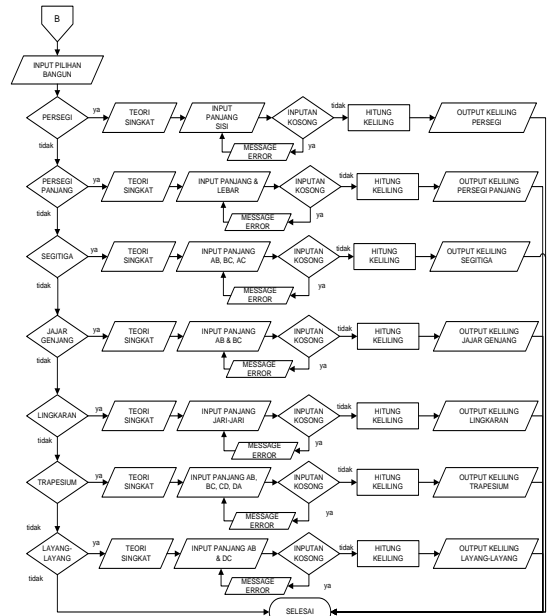 B
INPUT PILIHAN
BANGUN
PERSEGI
ya
TEORI
SINGKAT
INPUT
PANJANG
SISI
INPUTAN
KOSONG
tidak
HITUNG
KELILING
OUTPUT KELILING
PERSEGI
ya
MESSAGE
ERROR
tidak
PERSEGI
PANJANG
ya
TEORI
SINGKAT
INPUT PANJANG &
LEBAR
INPUTAN
KOSONG
tidak
HITUNG
KELILING
OUTPUT KELILING
PERSEGI PANJANG
ya
MESSAGE
ERROR
tidak
SEGITIGA
ya
TEORI
SINGKAT
INPUT PANJANG
AB, BC, AC
INPUTAN
KOSONG
tidak
HITUNG
KELILING
OUTPUT KELILING
SEGITIGA
ya
MESSAGE
ERROR
tidak
JAJAR
GENJANG
ya
TEORI
SINGKAT
INPUT PANJANG
AB & BC
INPUTAN
KOSONG
tidak
HITUNG
KELILING
OUTPUT KELILING
JAJAR GENJANG
ya
MESSAGE
ERROR
tidak
LINGKARAN
ya
TEORI
SINGKAT
INPUT PANJANG
JARI-JARI
INPUTAN
KOSONG
tidak
HITUNG
KELILING
OUTPUT KELILING
LINGKARAN
ya
MESSAGE
ERROR
tidak
TRAPESIUM
ya
TEORI
SINGKAT
INPUT PANJANG AB,
BC, CD, DA
INPUTAN
KOSONG
tidak
HITUNG
KELILING
OUTPUT KELILING
TRAPESIUM
ya
MESSAGE
ERROR
tidak
LAYANG-
LAYANG
ya
TEORI
SINGKAT
INPUT PANJANG AB
& DC
INPUTAN
KOSONG
tidak
HITUNG
KELILING
OUTPUT KELILING
LAYANG-LAYANG
ya
MESSAGE
ERROR
tidak
SELESAI